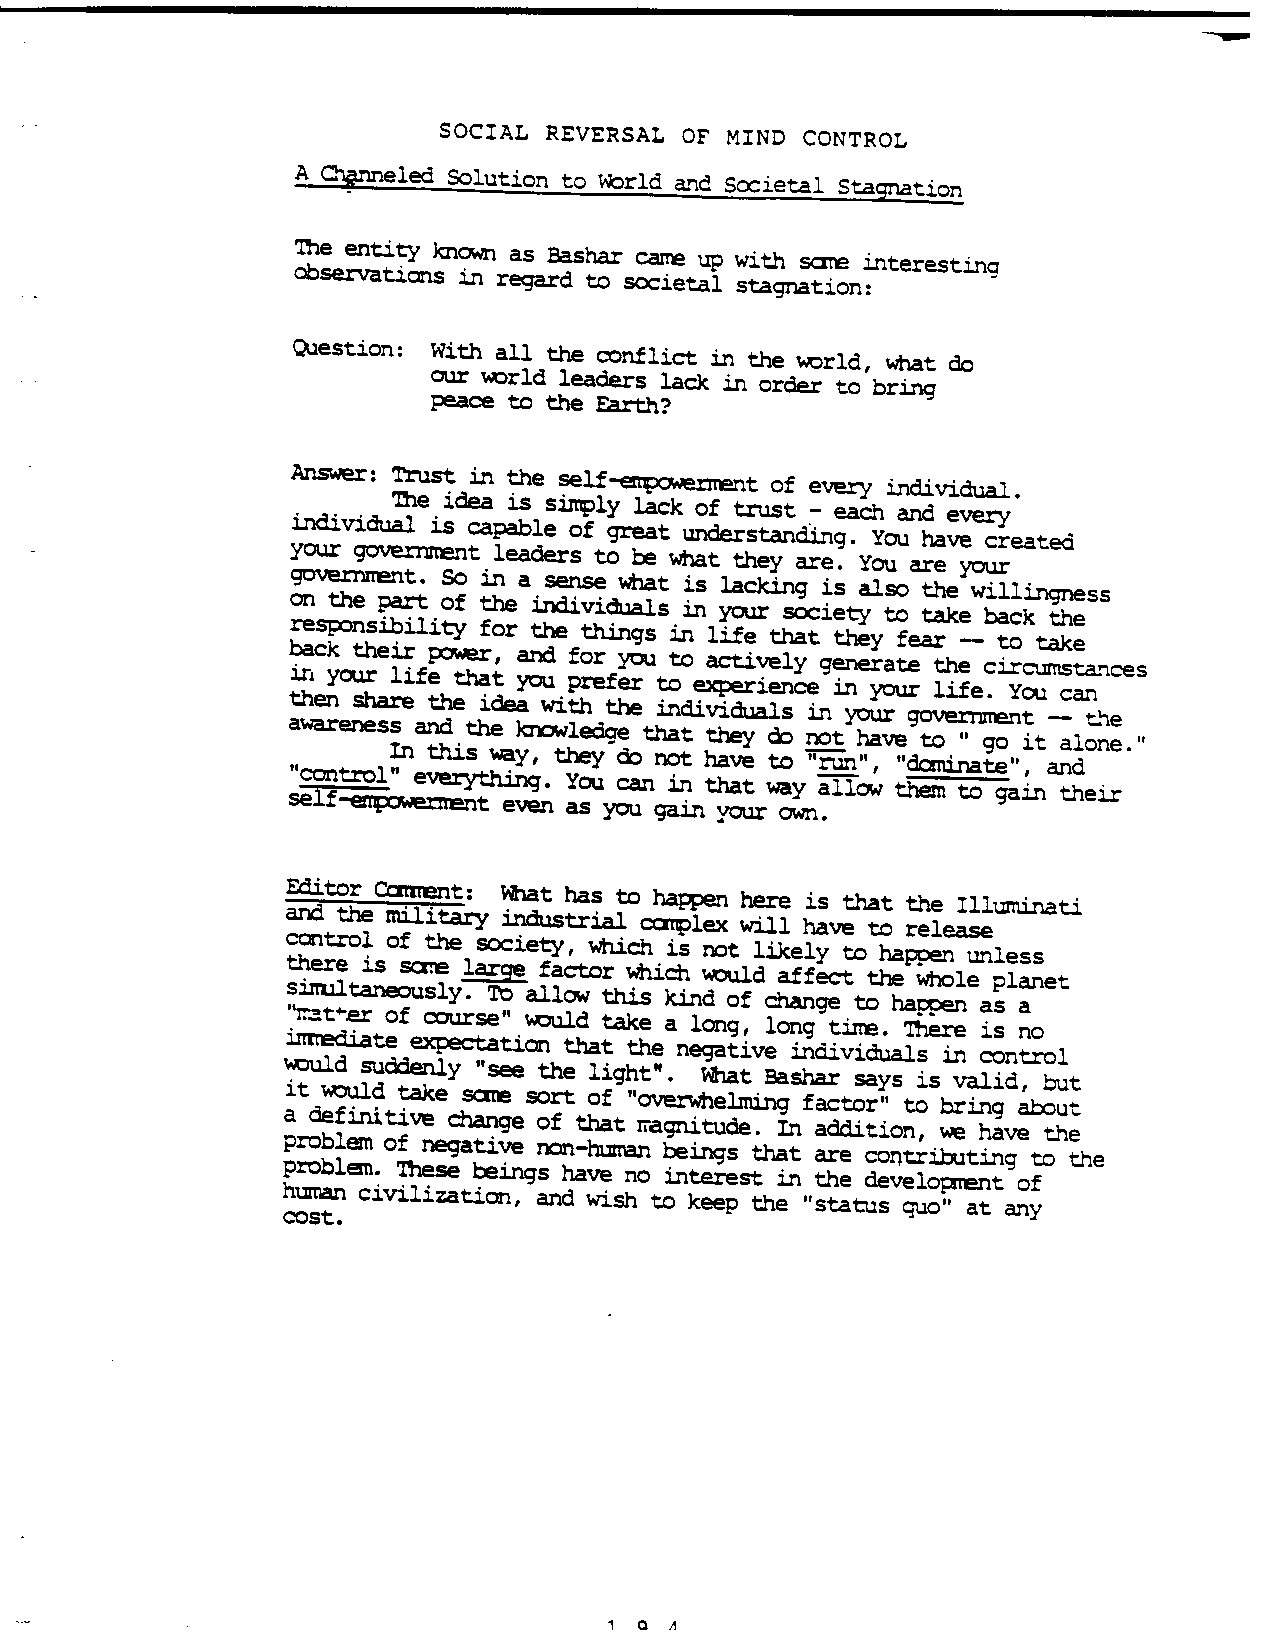 SOCIAL REVERSAL OF MIND CONTROL
A Channeled Solution to World and Societal Stagnation
The entity known as Bashar came up with some interesting
observations in regard to societal stagnation:
Question: With all the conflict in the world, what do
our world leaders lack in order to bring
peace to the Earth?
Answer: Trust in the self-empowerment of every individual.
The idea is simply lack of trust - each and every
individual is capable of great understanding. You have created
your government leaders to be what they are. You are your
government. So in a sense what is lacking is also the willingness
on the part of the individuals in your society to take back the
responsibility for the things in life that they fear -- to take
back their power, and for you to actively generate the circumstances
in your life that you prefer to experience in your life. You can
then share the idea with the individuals in your government -- the
awareness and the knowledge that they do not have to " go it alone."
In this way, they do not have to "run", "dominate", and
"control" everything. You can in that way allow them to gain their
self-empowerment even as you gain your own.
Editor Comment: What has to happen here is that the Illuminati
and the military industrial complex will have to release
control of the society, which is not likely to happen unless
there is some large factor which would affect the whole planet
simultaneously. To allow this kind of change to happen as a
"matter of course" would take a long, long time. There is no
immediate expectation that the negative individuals in control
would suddenly "see the light". What Bashar says is valid, but
it would take some sort of "overwhelming factor" to bring about
a definitive change of that magnitude. In addition, we have the
problem of negative non-human beings that are contributing to the
problem. These beings have no interest in the development of
human civilization, and wish to keep the "status quo" at any
cost.
194